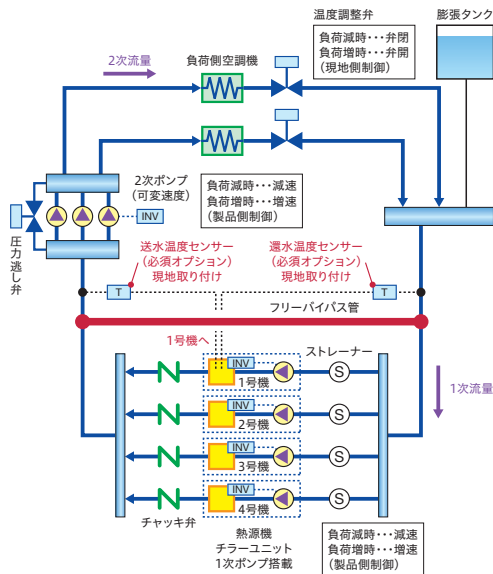 温度調整弁
負荷減時・・・弁閉
負荷増時・・・弁開
(現地側制御)
膨張タンク
2次流量
負荷側空調機
2次ポンプ
(可変速度)
INV
負荷減時・・・減速
負荷増時・・・増速
(製品側制御)
圧力逃し弁
送水温度センサー
(必須オプション)
現地取り付け
還水温度センサー
(必須オプション)
現地取り付け
T
T
フリーバイパス管
1号機へ
ストレーナー
INV
1号機
S
1次流量
INV
2号機
S
INV
3号機
S
INV
4号機
S
チャッキ弁
熱源機
チラーユニット
1次ポンプ搭載
負荷減時・・・減速
負荷増時・・・増速
(製品側制御)